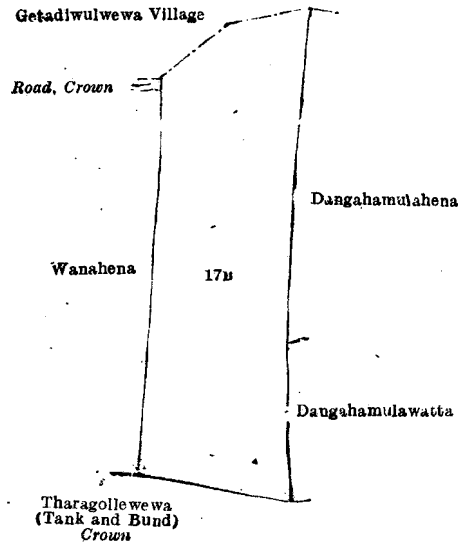 Getadiwulwewa Village
Road, Crown
Dangahamulahena
Wanahena
17B
Dangahamulawatta
Tharagollewewa
(Tank and Bund)
Crown